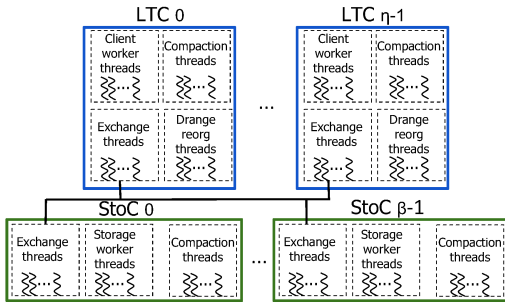 LTC 0
LTC η-1
Client
worker
threads
Compaction
threads
Client
worker
threads
Compaction
threads
...
Exchange
threads
Drange
reorg
threads
Exchange
threads
Drange
reorg
threads
StoC 0
StoC β-1
Exchange
threads
Storage
worker
threads
Compaction
threads
...
Exchange
threads
Storage
worker
threads
Compaction
threads